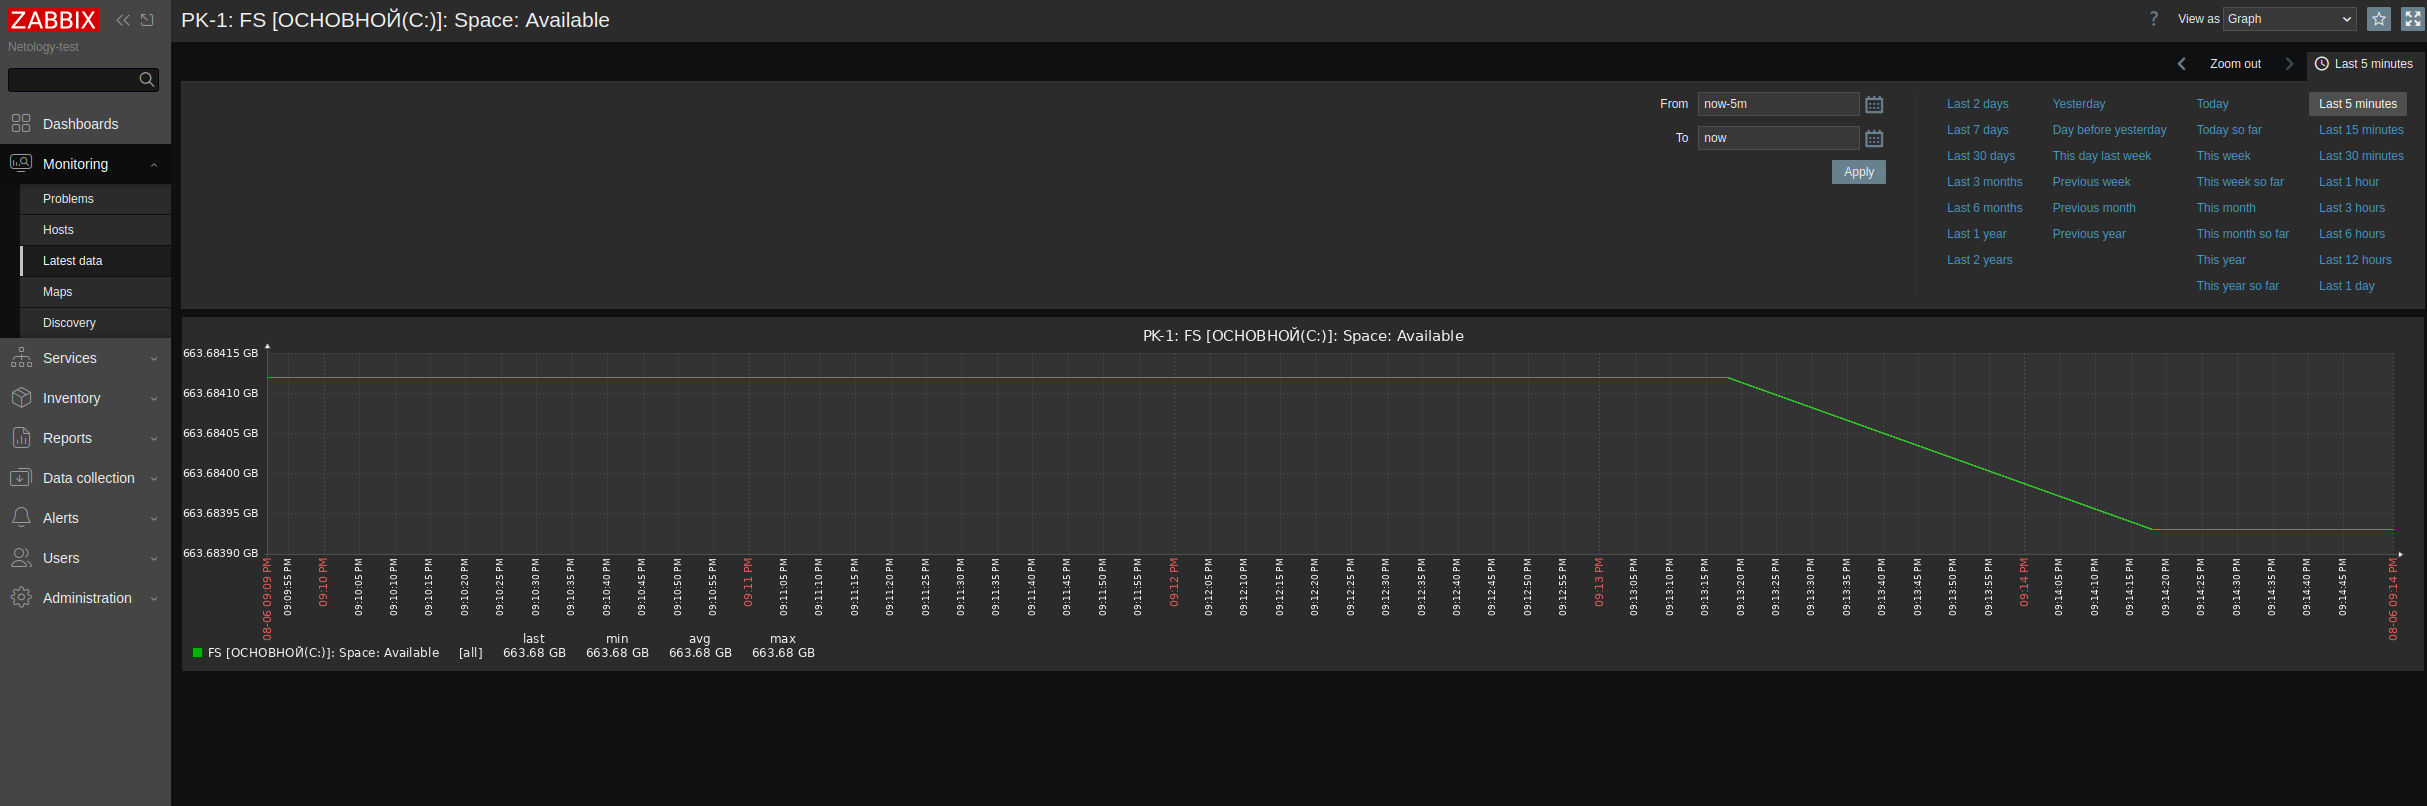 ZABBIX
Netology-test
Dashboards
Monitoring
Problems
Hosts
Latest data
Maps
Discovery
Services
Inventory
Reports
Data collection
Alerts
Users
Administration
PK-1: FS [ОСНОВНОЙ(C:)]: Space: Available
? View as Graph
Zoom out Last 5 minutes
From now-5m
To now
Apply
Last 2 days Yesterday Today Last 5 minutes
Last 7 days Day before yesterday Today so far Last 15 minutes
Last 30 days This day last week This week Last 30 minutes
Last 3 months Previous week This week so far Last 1 hour
Last 6 months Previous month This month Last 3 hours
Last 1 year Previous year This month so far Last 6 hours
Last 2 years This year Last 12 hours
This year so far Last 1 day
PK-1: FS [ОСНОВНОЙ(C:)]: Space: Available
663.68415 GB
663.68410 GB
663.68405 GB
663.68400 GB
663.68395 GB
663.68390 GB
08-06 09:09 PM
09:09:55 PM
09:10 PM
09:10:05 PM
09:10:10 PM
09:10:15 PM
09:10:20 PM
09:10:25 PM
09:10:30 PM
09:10:35 PM
09:10:40 PM
09:10:45 PM
09:10:50 PM
09:10:55 PM
09:11 PM
09:11:05 PM
09:11:10 PM
09:11:15 PM
09:11:20 PM
09:11:25 PM
09:11:30 PM
09:11:35 PM
09:11:40 PM
09:11:45 PM
09:11:50 PM
09:11:55 PM
09:12 PM
09:12:05 PM
09:12:10 PM
09:12:15 PM
09:12:20 PM
09:12:25 PM
09:12:30 PM
09:12:35 PM
09:12:40 PM
09:12:45 PM
09:12:50 PM
09:12:55 PM
09:13 PM
09:13:05 PM
09:13:10 PM
09:13:15 PM
09:13:20 PM
09:13:25 PM
09:13:30 PM
09:13:35 PM
09:13:40 PM
09:13:45 PM
09:13:50 PM
09:13:55 PM
09:14 PM
09:14:05 PM
09:14:10 PM
09:14:15 PM
09:14:20 PM
09:14:25 PM
09:14:30 PM
09:14:35 PM
09:14:40 PM
09:14:45 PM
08-06 09:14 PM
last min avg max
FS [ОСНОВНОЙ(C:)]: Space: Available [all] 663.68 GB 663.68 GB 663.68 GB 663.68 GB